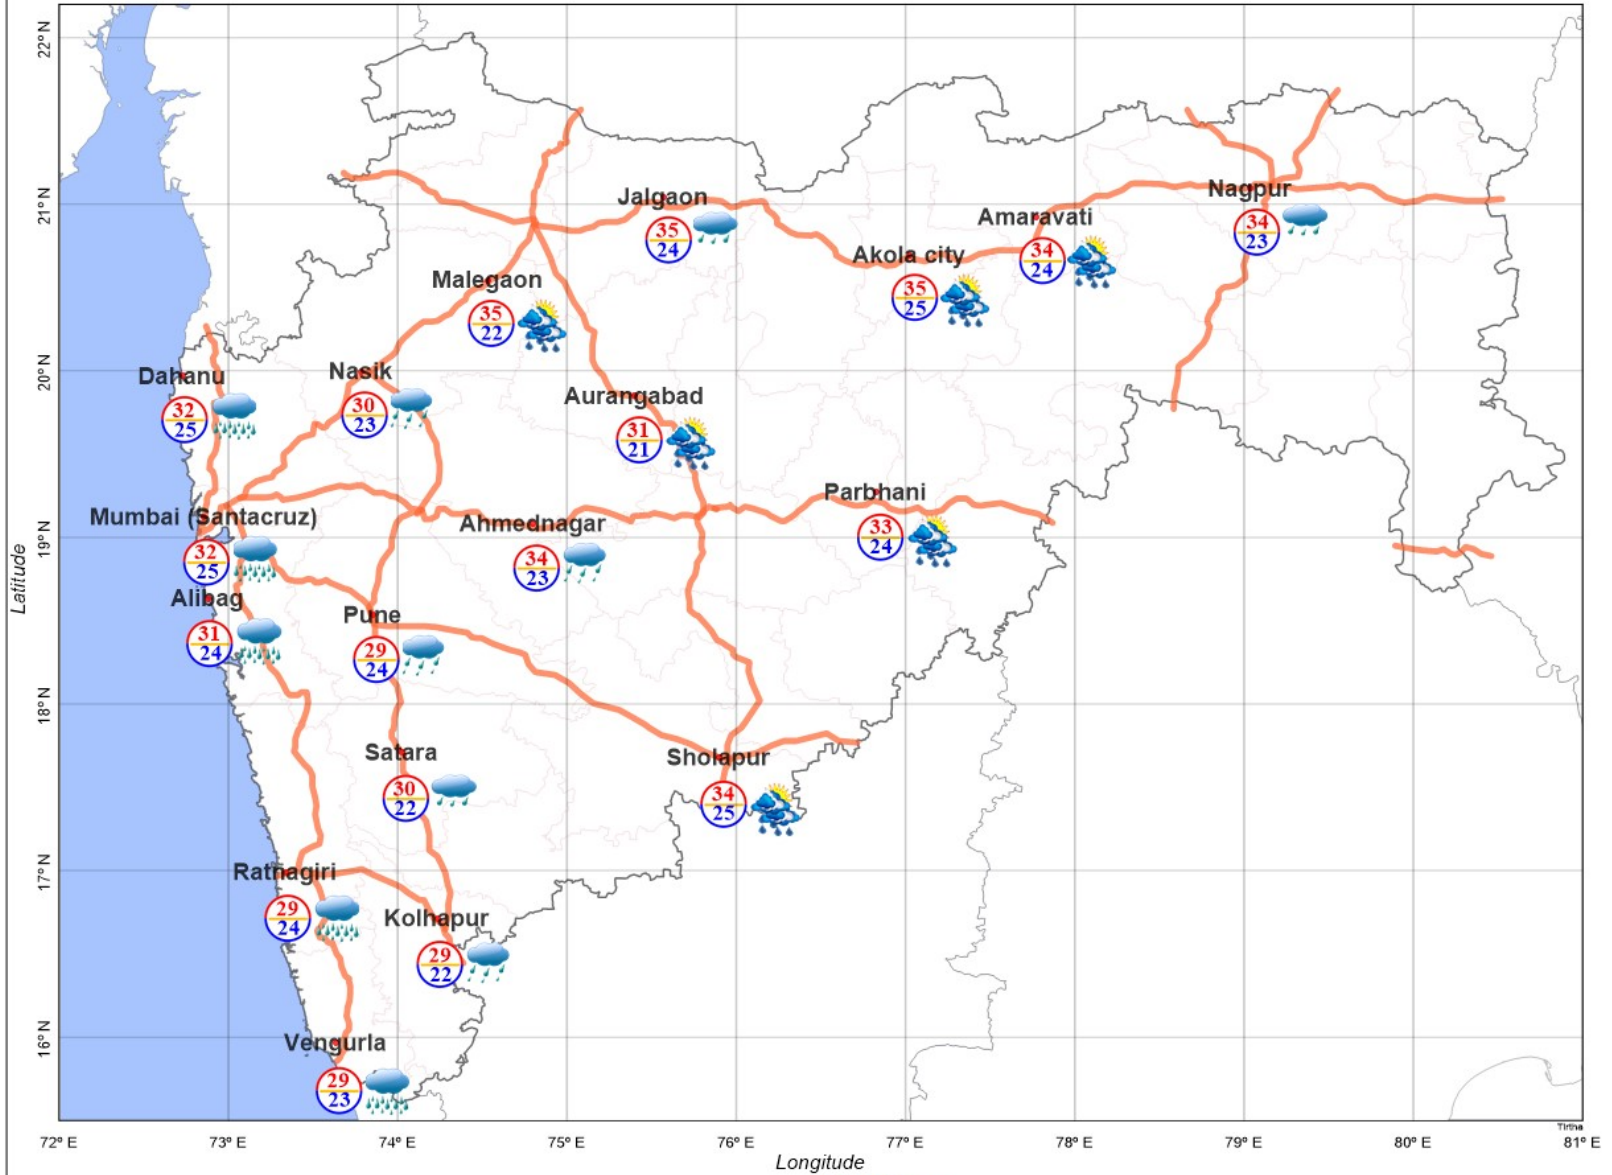 22° N
21° N
20° N
19° N
18° N
17° N
16° N
Latitude
Jalgaon
35
24
Nagpur
34
23
Amaravati
34
24
Akola city
35
25
Malegaon
35
22
Nasik
30
23
Dahanu
32
25
Aurangabad
31
21
Parbhani
33
24
Mumbai (Santacruz)
32
25
Ahmednagar
34
23
Alibag
31
24
Pune
29
24
Satara
30
22
Sholapur
34
25
Ratnagiri
29
24
Kolhapur
29
22
Vengurla
29
23
Tirtha
72° E 73° E 74° E 75° E 76° E 77° E 78° E 79° E 80° E 81° E
Longitude